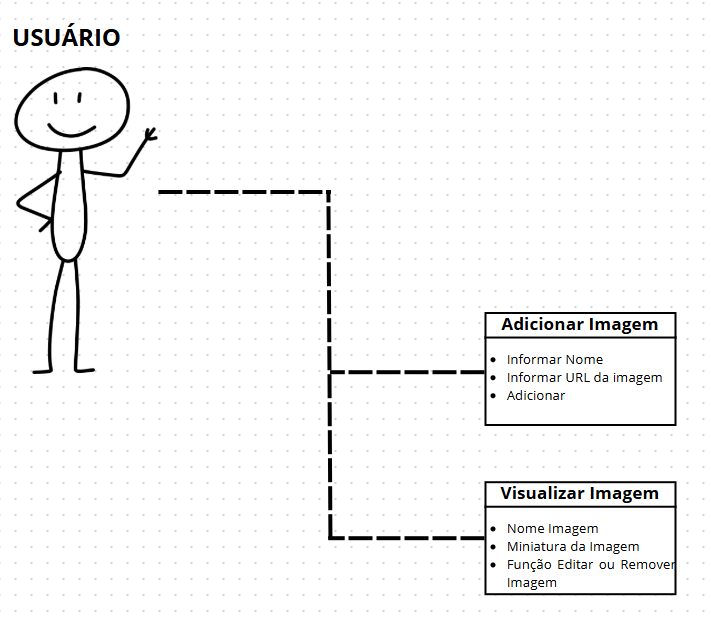 USUÁRIO
Adicionar Imagem
• Informar Nome
• Informar URL da imagem
• Adicionar
Visualizar Imagem
• Nome Imagem
• Miniatura da Imagem
• Função Editar ou Remover
Imagem